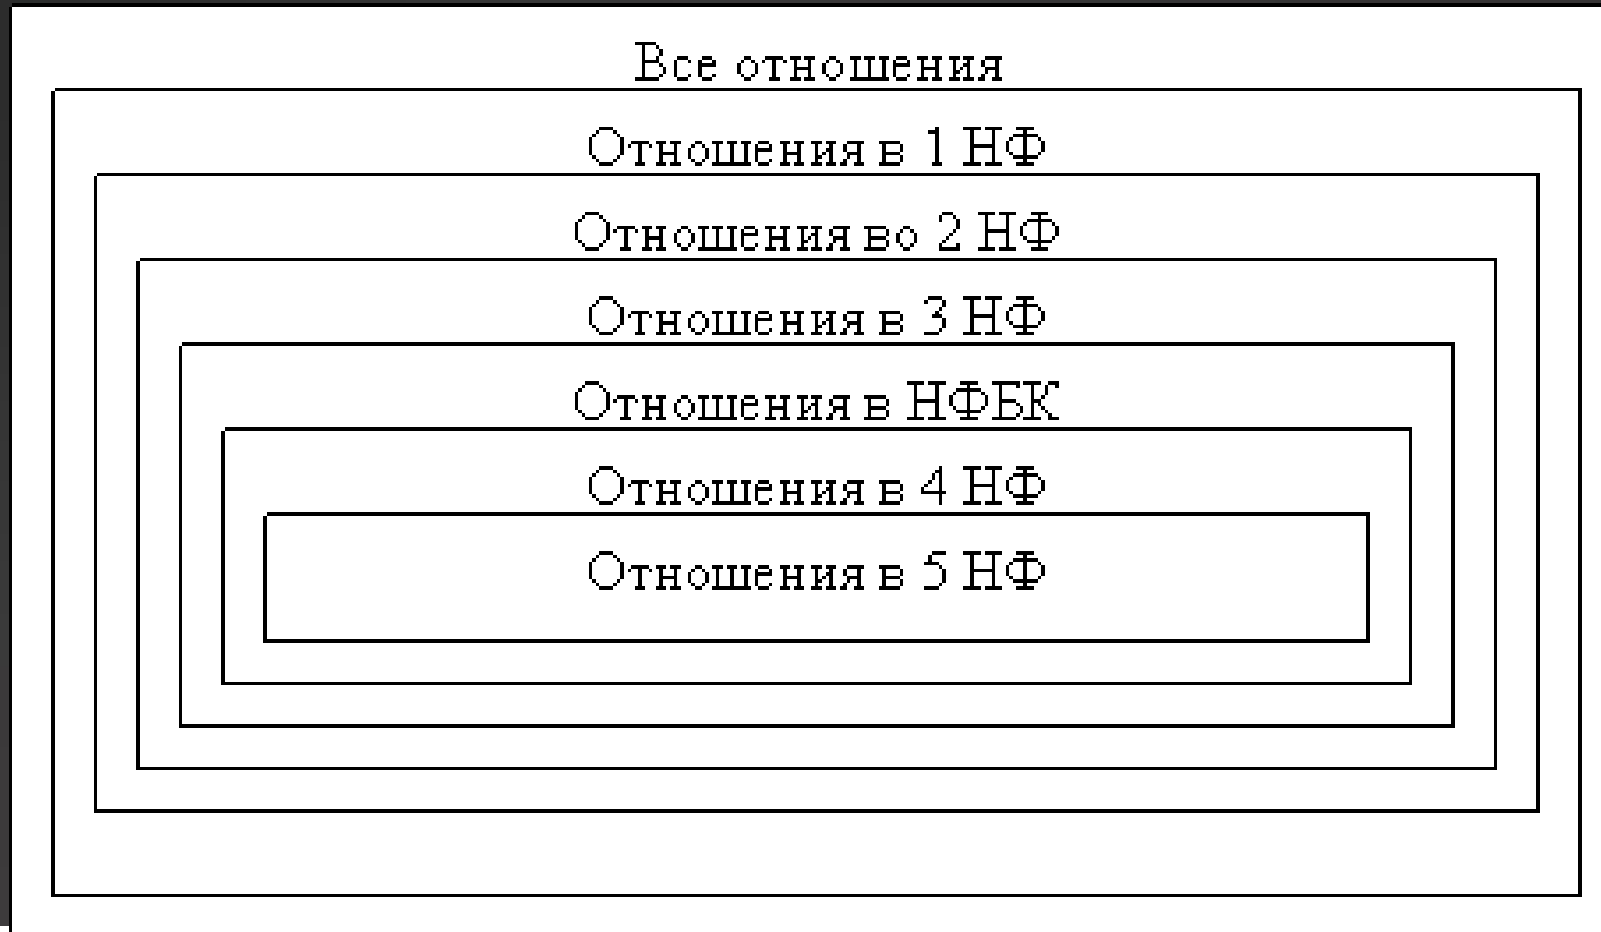 Все отношения
Отношения в 1 НФ
Отношения во 2 НФ
Отношения в 3 НФ
Отношения в НФБК
Отношения в 4 НФ
Отношения в 5 НФ